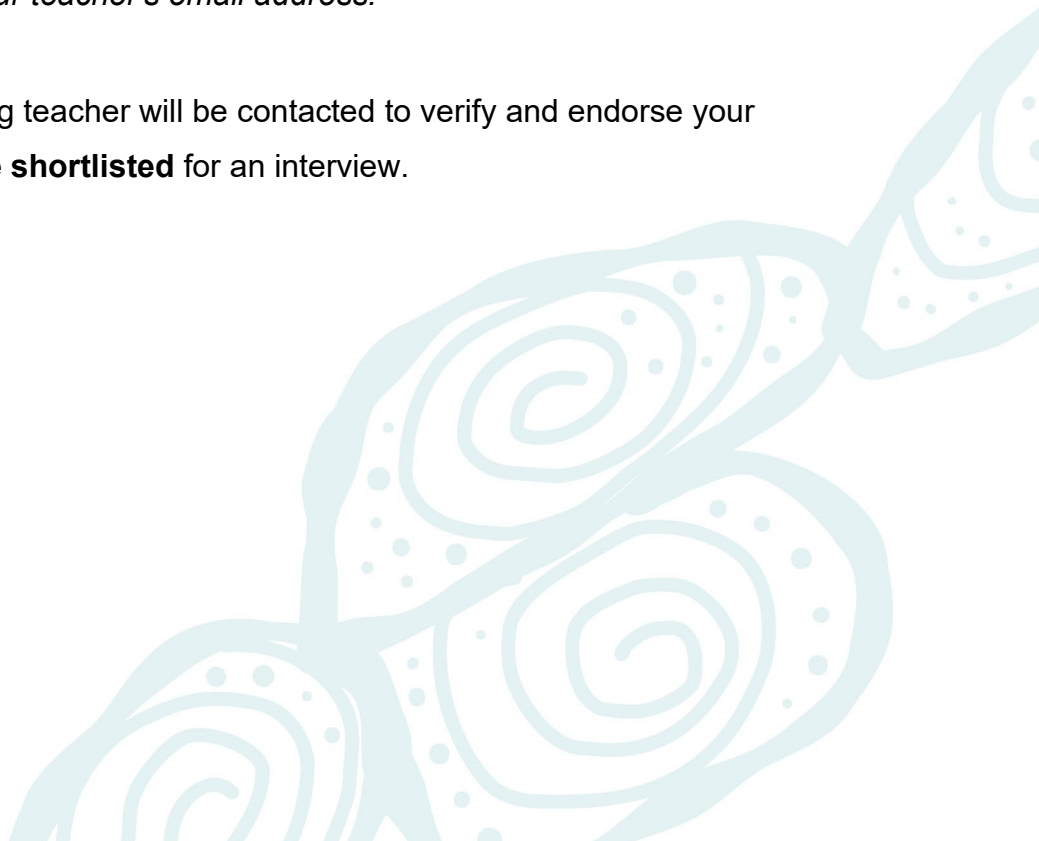 teacher's email address.
g teacher will be contacted to verify and endorse your
shortlisted for an interview.